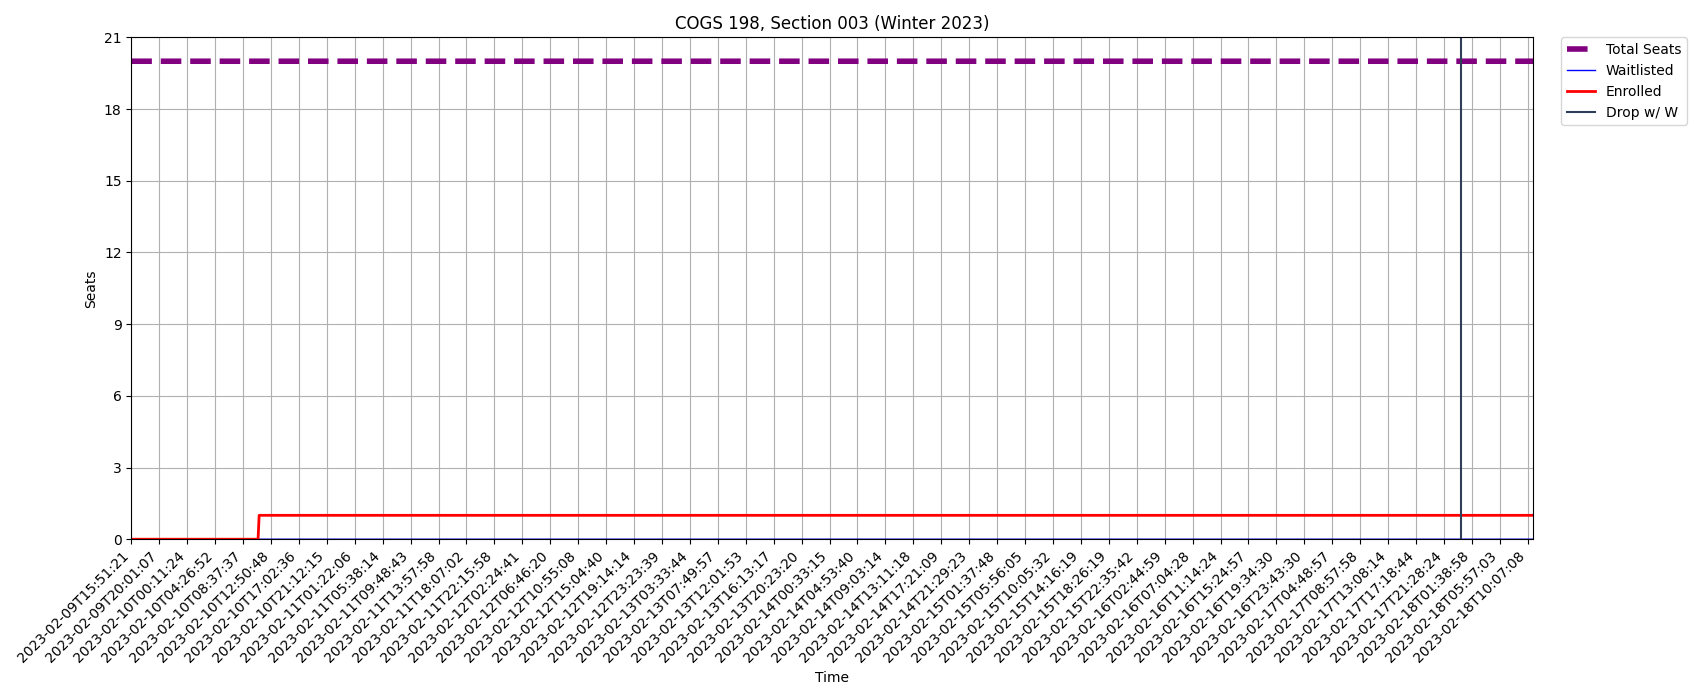 COGS 198, Section 003 (Winter 2023)
Total Seats
Waitlisted
Enrolled
Drop w/ W
Seats
21
18
15
12
9
6
3
0
2023-02-09T15:51:21
2023-02-09T20:01:07
2023-02-10T00:11:24
2023-02-10T04:26:52
2023-02-10T08:37:37
2023-02-10T12:50:48
2023-02-10T17:02:36
2023-02-10T21:12:15
2023-02-11T01:22:06
2023-02-11T05:38:14
2023-02-11T09:48:43
2023-02-11T13:57:58
2023-02-11T18:07:02
2023-02-11T22:15:58
2023-02-12T02:24:41
2023-02-12T06:46:20
2023-02-12T10:55:08
2023-02-12T15:04:40
2023-02-12T19:14:14
2023-02-12T23:23:39
2023-02-13T03:33:44
2023-02-13T07:49:57
2023-02-13T12:01:53
2023-02-13T16:13:17
2023-02-13T20:23:20
2023-02-14T00:33:15
2023-02-14T04:53:40
2023-02-14T09:03:14
2023-02-14T13:11:18
2023-02-14T17:21:09
2023-02-14T21:29:23
2023-02-15T01:37:48
2023-02-15T05:56:05
2023-02-15T10:05:32
2023-02-15T14:16:19
2023-02-15T18:26:19
2023-02-15T22:35:42
2023-02-16T02:44:59
2023-02-16T07:04:28
2023-02-16T11:14:24
2023-02-16T15:24:57
2023-02-16T19:34:30
2023-02-16T23:43:30
2023-02-17T04:48:57
2023-02-17T08:57:58
2023-02-17T13:08:14
2023-02-17T17:18:44
2023-02-17T21:28:24
2023-02-18T01:38:58
2023-02-18T05:57:03
2023-02-18T10:07:08
Time